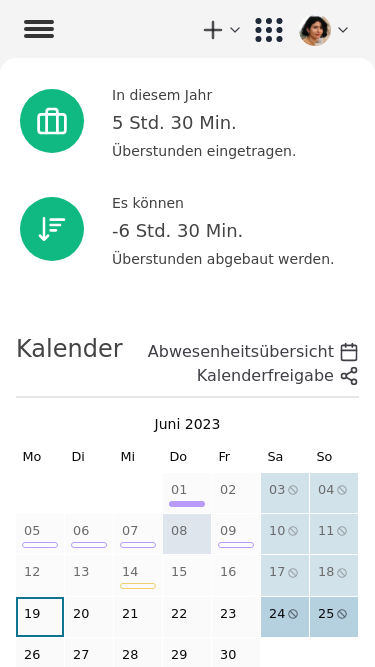 In diesem Jahr
5 Std. 30 Min.
Überstunden eingetragen.
Es können
-6 Std. 30 Min.
Überstunden abgebaut werden.
Kalender
Abwesenheitsübersicht
Kalenderfreigabe
Juni 2023
Mo Di Mi Do Fr Sa So
01 02 03 04
05 06 07 08 09 10 11
12 13 14 15 16 17 18
19 20 21 22 23 24 25
26 27 28 29 30